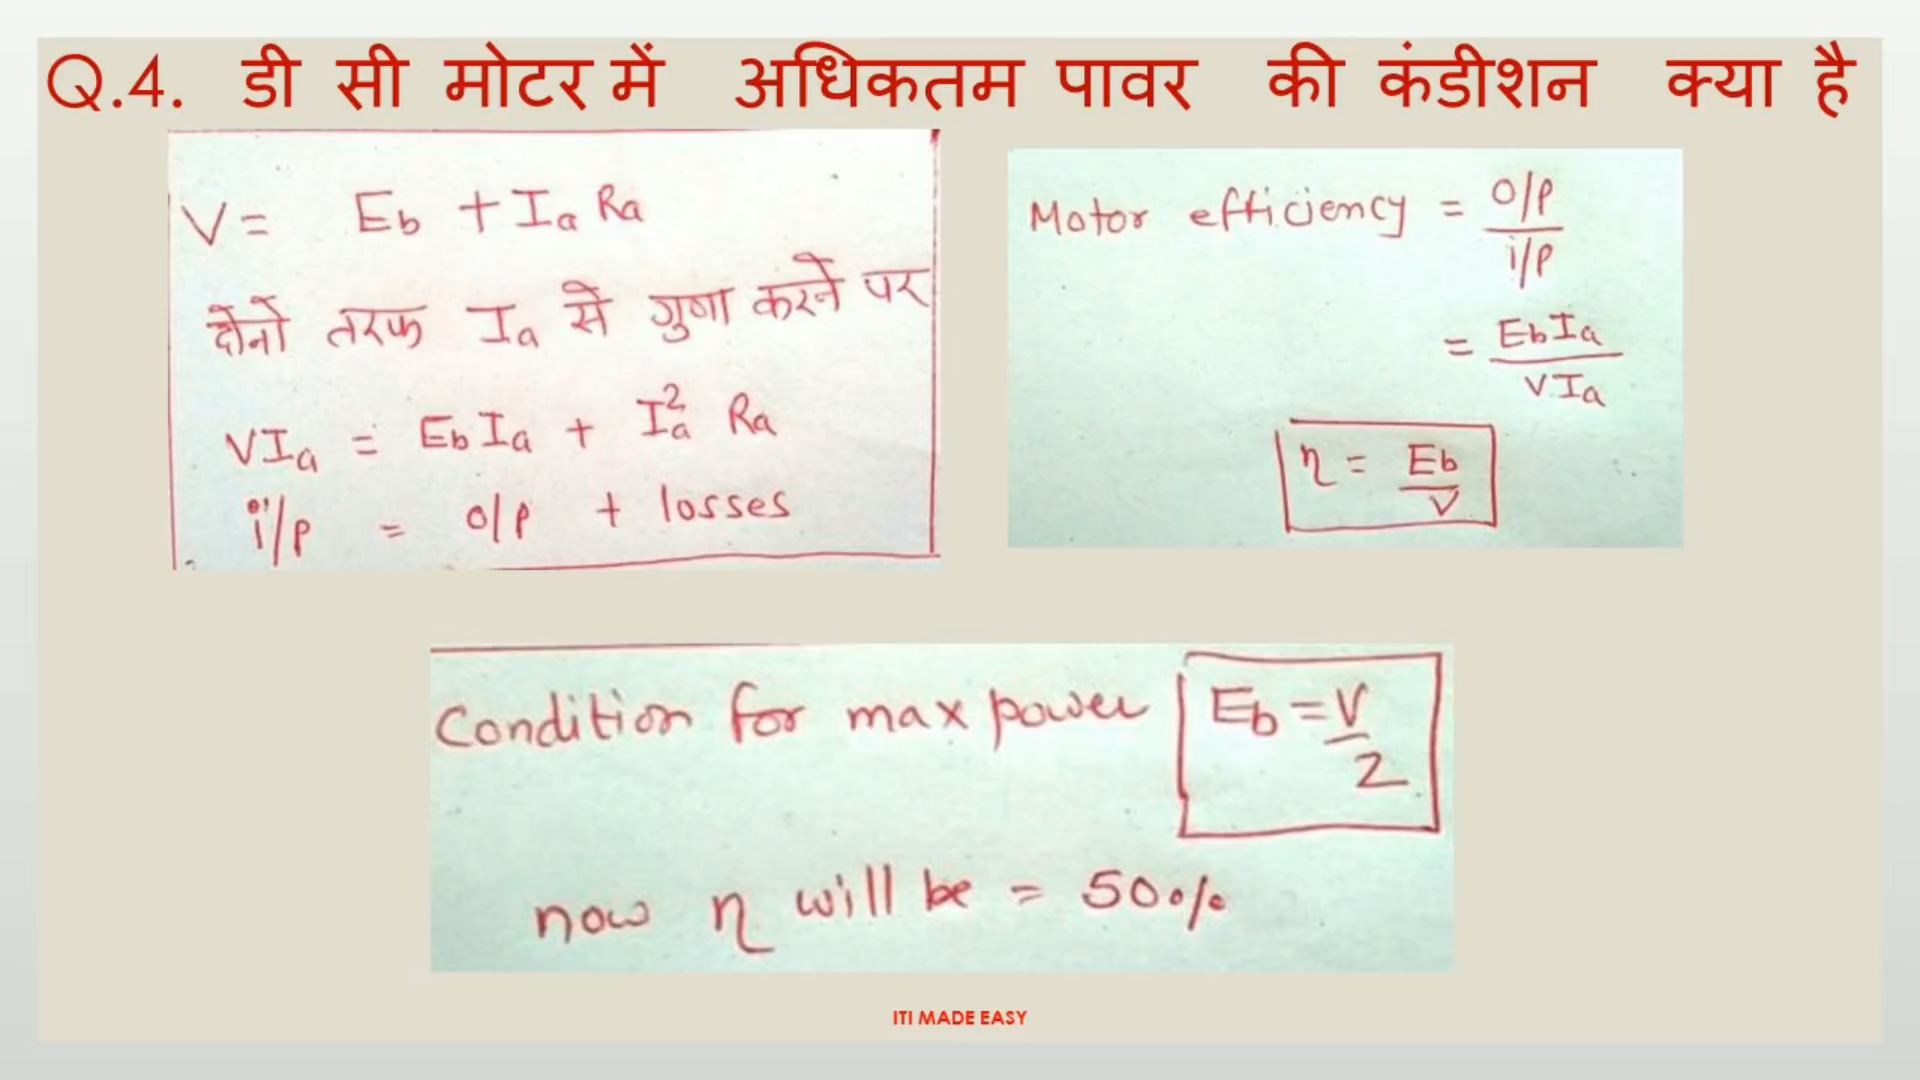 Q.4. डी सी मोटर में अधिकतम पावर की कंडीशन क्या है
V = Eb + Ia Ra
दोनो तरफ Ia से गुणा करने पर
VIa = EbIa + Ia² Ra
i/p = o/p + losses
Motor efficiency = o/p / i/p
= EbIa / VIa
η = Eb / V
Condition for max power Eb = V / 2
now η will be = 50%
ITI MADE EASY